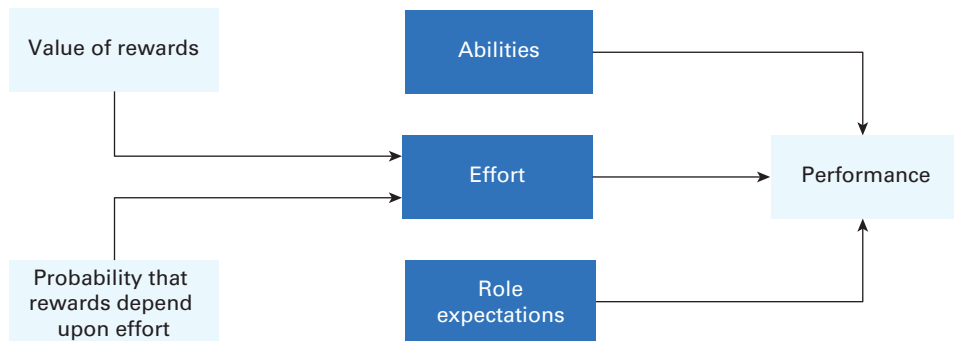 Value of rewards
Abilities
Effort
Performance
Probability that
rewards depend
upon effort
Role
expectations